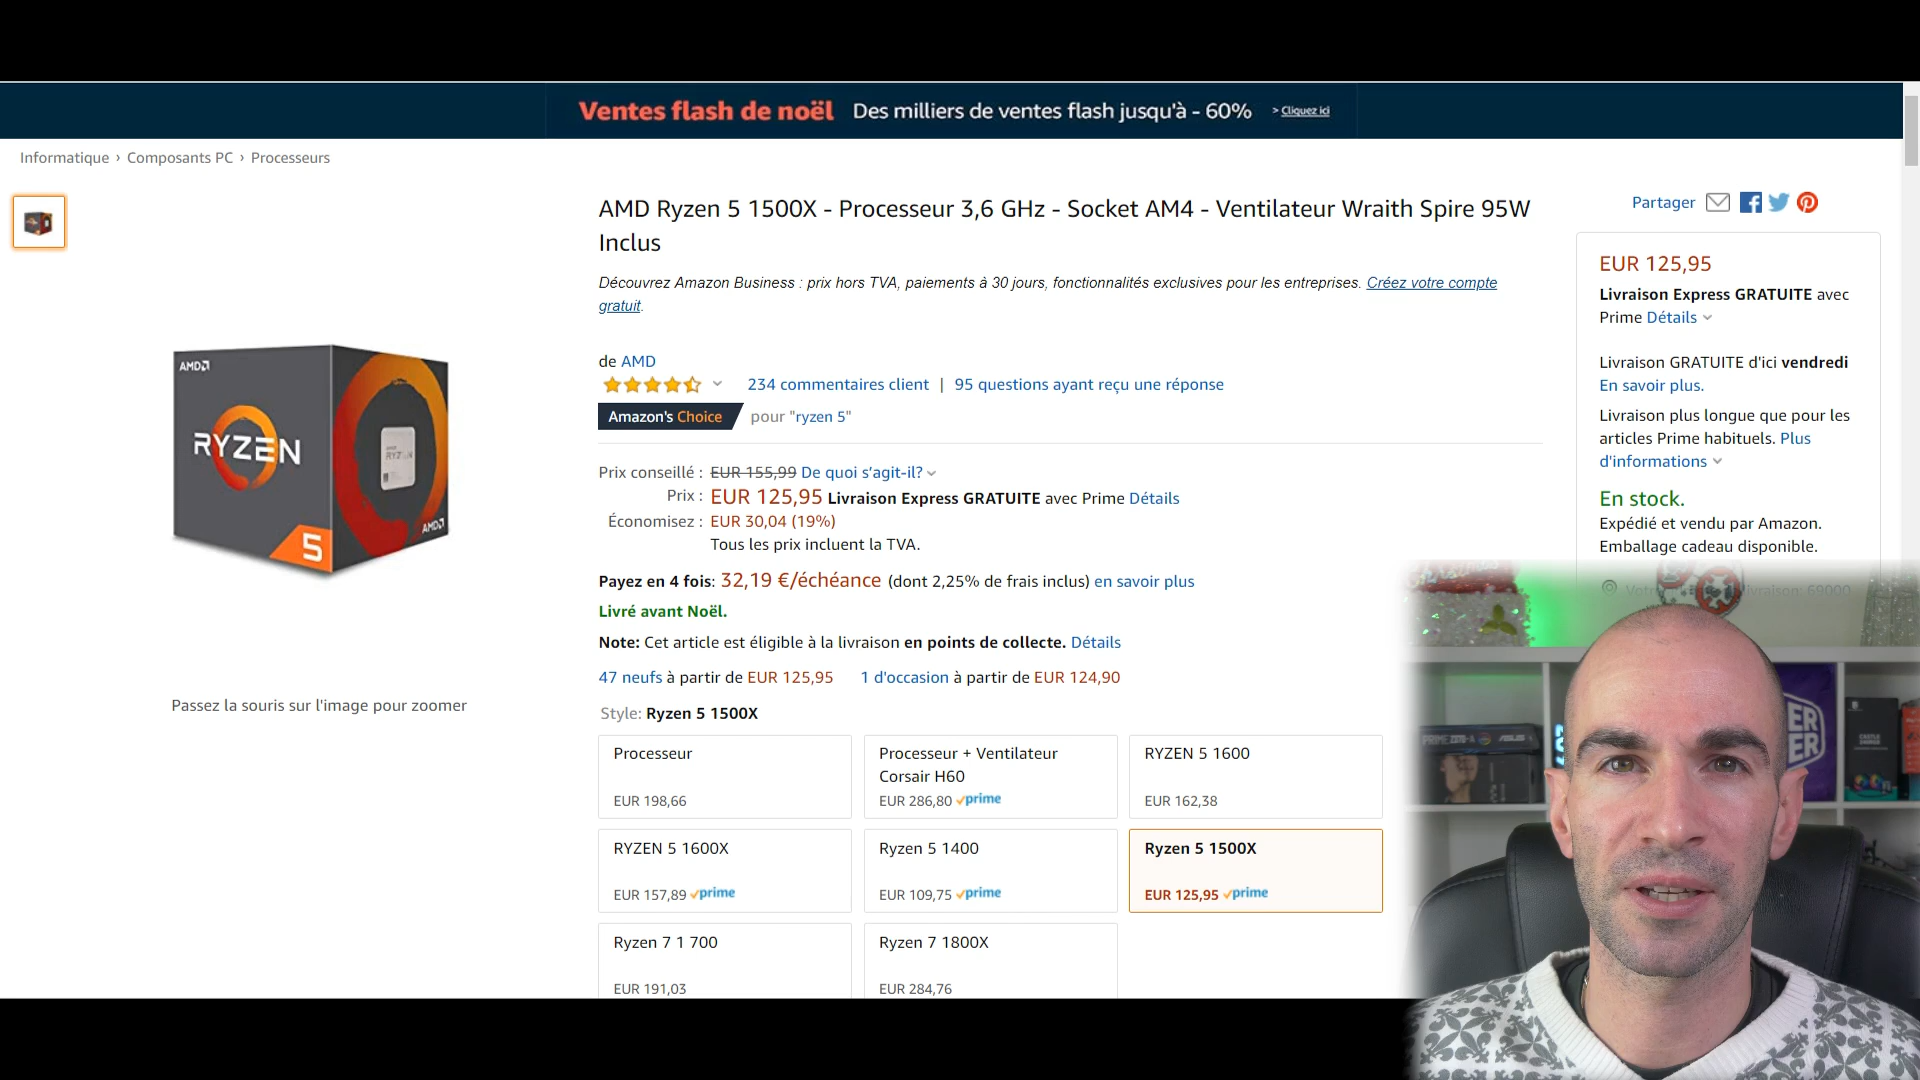 Ventes flash de noël Des milliers de ventes flash jusqu'à - 60% > Cliquez ici
Informatique › Composants PC › Processeurs
AMD Ryzen 5 1500X - Processeur 3,6 GHz - Socket AM4 - Ventilateur Wraith Spire 95W
Inclus
Découvrez Amazon Business : prix hors TVA, paiements à 30 jours, fonctionnalités exclusives pour les entreprises. Créez votre compte
gratuit.
de AMD
234 commentaires client | 95 questions ayant reçu une réponse
Amazon's Choice pour "ryzen 5"
Prix conseillé : EUR 155,99 De quoi s’agit-il?
Prix : EUR 125,95 Livraison Express GRATUITE avec Prime Détails
Économisez : EUR 30,04 (19%)
Tous les prix incluent la TVA.
Payez en 4 fois: 32,19 €/échéance (dont 2,25% de frais inclus) en savoir plus
Livré avant Noël.
Note: Cet article est éligible à la livraison en points de collecte. Détails
47 neufs à partir de EUR 125,95 1 d'occasion à partir de EUR 124,90
Style: Ryzen 5 1500X
Processeur
EUR 198,66
Processeur + Ventilateur
Corsair H60
EUR 286,80 prime
RYZEN 5 1600
EUR 162,38
RYZEN 5 1600X
EUR 157,89 prime
Ryzen 5 1400
EUR 109,75 prime
Ryzen 5 1500X
EUR 125,95 prime
Ryzen 7 1 700
EUR 191,03
Ryzen 7 1800X
EUR 284,76
AMD
RYZEN
5
RYZEN
AMD
Passez la souris sur l'image pour zoomer
Partager
EUR 125,95
Livraison Express GRATUITE avec
Prime Détails
Livraison GRATUITE d'ici vendredi
En savoir plus.
Livraison plus longue que pour les
articles Prime habituels. Plus
d'informations
En stock.
Expédié et vendu par Amazon.
Emballage cadeau disponible.
PRIME Z270-A ASUS